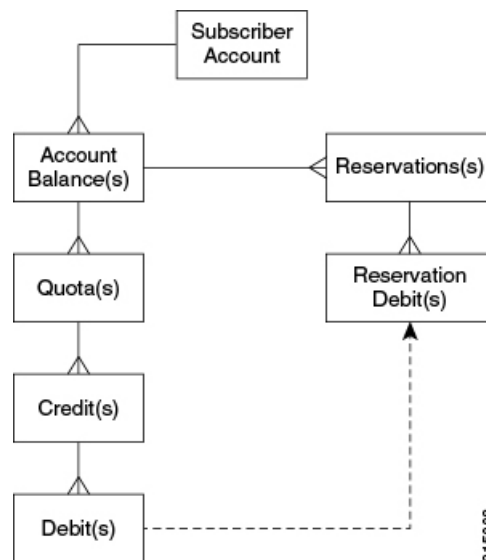 Subscriber
Account
Account
Balance(s)
Reservations(s)
Quota(s)
Reservation
Debit(s)
Credit(s)
Debit(s)